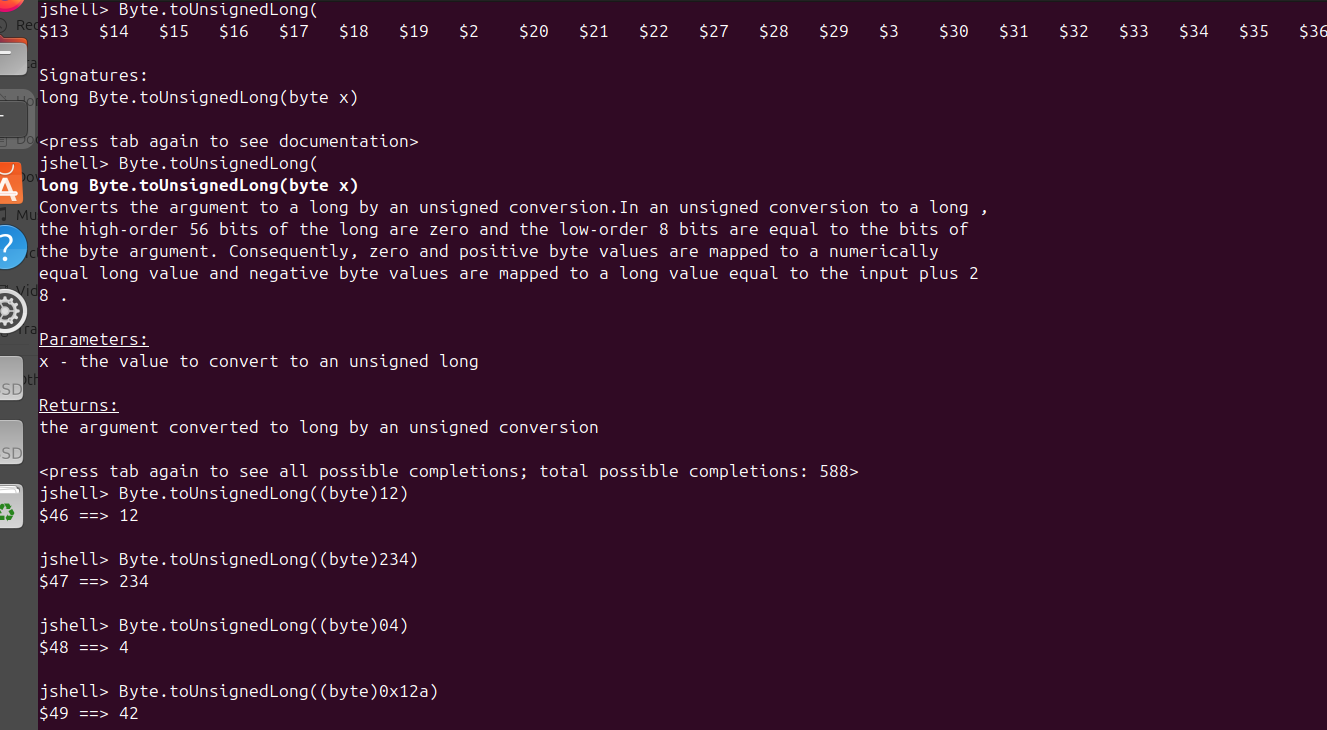 jshell> Byte.toUnsignedLong(
$13 $14 $15 $16 $17 $18 $19 $2 $20 $21 $22 $27 $28 $29 $3 $30 $31 $32 $33 $34 $35 $36
Signatures:
long Byte.toUnsignedLong(byte x)
<press tab again to see documentation>
jshell> Byte.toUnsignedLong(
long Byte.toUnsignedLong(byte x)
Converts the argument to a long by an unsigned conversion.In an unsigned conversion to a long ,
the high-order 56 bits of the long are zero and the low-order 8 bits are equal to the bits of
the byte argument. Consequently, zero and positive byte values are mapped to a numerically
equal long value and negative byte values are mapped to a long value equal to the input plus 2
8 .
Parameters:
x - the value to convert to an unsigned long
Returns:
the argument converted to long by an unsigned conversion
<press tab again to see all possible completions; total possible completions: 588>
jshell> Byte.toUnsignedLong((byte)12)
$46 ==> 12
jshell> Byte.toUnsignedLong((byte)234)
$47 ==> 234
jshell> Byte.toUnsignedLong((byte)04)
$48 ==> 4
jshell> Byte.toUnsignedLong((byte)0x12a)
$49 ==> 42